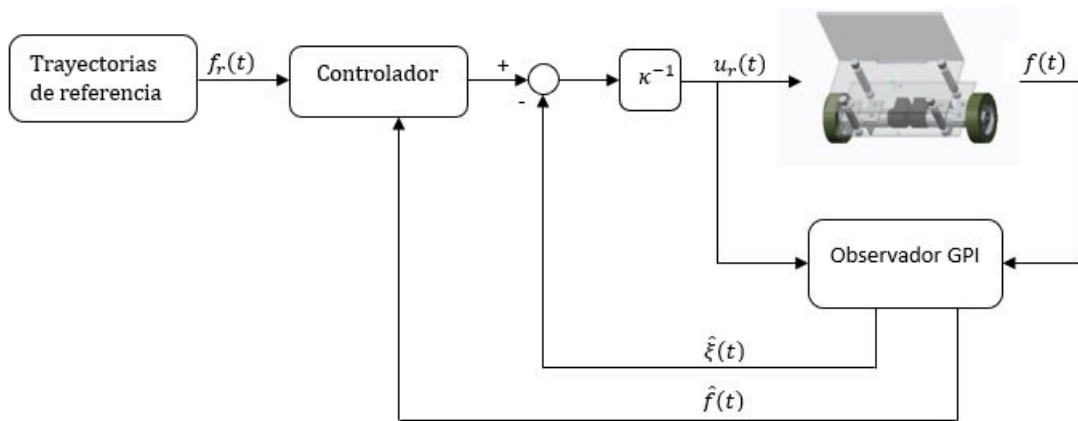 Trayectorias
de referencia
f_r(t)
Controlador
+
-
κ⁻¹
u_r(t)
f(t)
Observador GPI
ξ̂(t)
f̂(t)